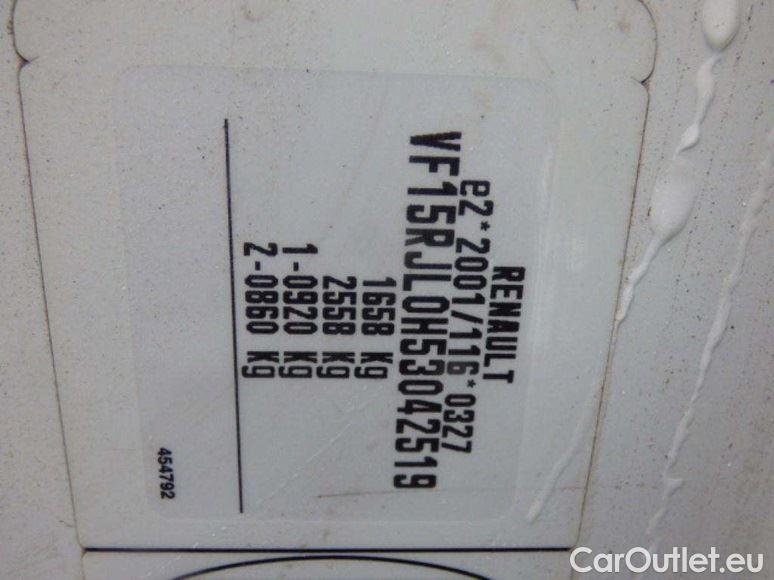 RENAULT
e2*2001/116*0327
VF15RJL0H53042519
1658 kg
2558 kg
1-0920 kg
2-0860 kg
454792
CarOutlet.eu